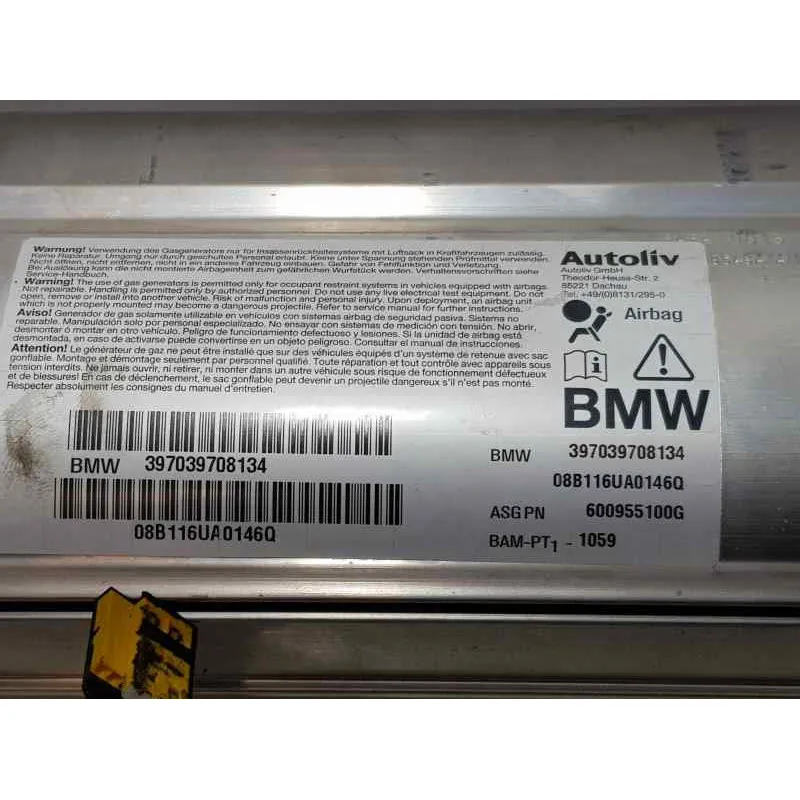 Warnung! Verwendung des Gasgenerators nur für Insassenrückhaltesysteme mit Luftsack in Kraftfahrzeugen zulässig.
Keine Reparatur. Umgang nur durch geschultes Personal erlaubt. Keine Verwendung stromführender Prüfmittel verwenden.
Nicht öffnen, nicht entfernen, nicht in ein anderes Fahrzeug einbauen. Gefahr von Fehlfunktion und Verletzung.
Bei Auslösung kann die nicht montierte Airbageinheit zum gefährlichen Wurfstück werden. Verhaltensvorschriften siehe
Service-Handbuch.
Warning! The use of gas generators is permitted only for occupant restraint systems in vehicles equipped with airbags.
Not repairable. Handling is permitted only by authorized personnel. Do not use any live electrical test equipment. Do not
open, remove or install into another vehicle. Risk of malfunction and personal injury. Upon deployment, an airbag unit
not mounted in place may become a dangerous projectile. Refer to service manual for further instructions.
Aviso! Generador de gas solamente utilizable en vehículos con sistemas airbag de seguridad pasiva. Sistema no
reparable. Manipulación solo por personal especializado. No ensayar con sistemas de medición con tensión. No abrir,
desmontar o montar en otro vehículo. Peligro de funcionamiento defectuoso y lesiones. Si la unidad de airbag está
desmontada, en caso de activarse puede convertirse en un objeto peligroso. Consultar el manual de instrucciones.
Attention! Le générateur de gaz ne peut être installé que sur des véhicules équipés d'un système de retenue avec sac
gonflable. Montage et démontage seulement par personnel qualifié. Toute réparation et tout contrôle avec appareils sous
tension interdits. Ne jamais ouvrir, ni retirer, ni monter dans un autre véhicule sous risque de fonctionnement défectueux
et de blessures! En cas de déclenchement, le sac gonflable peut devenir un projectile dangereux s'il n'est pas monté.
Respecter absolument les consignes du manuel d'entretien.
Autoliv
Autoliv GmbH
Theodor-Heuss-Str. 2
85221 Dachau
Tel. +49/(0)8131/295-0
Airbag
BMW
BMW 397039708134
08B116UA0146Q
BMW 397039708134
08B116UA0146Q
ASG PN 600955100G
BAM-PT1 - 1059